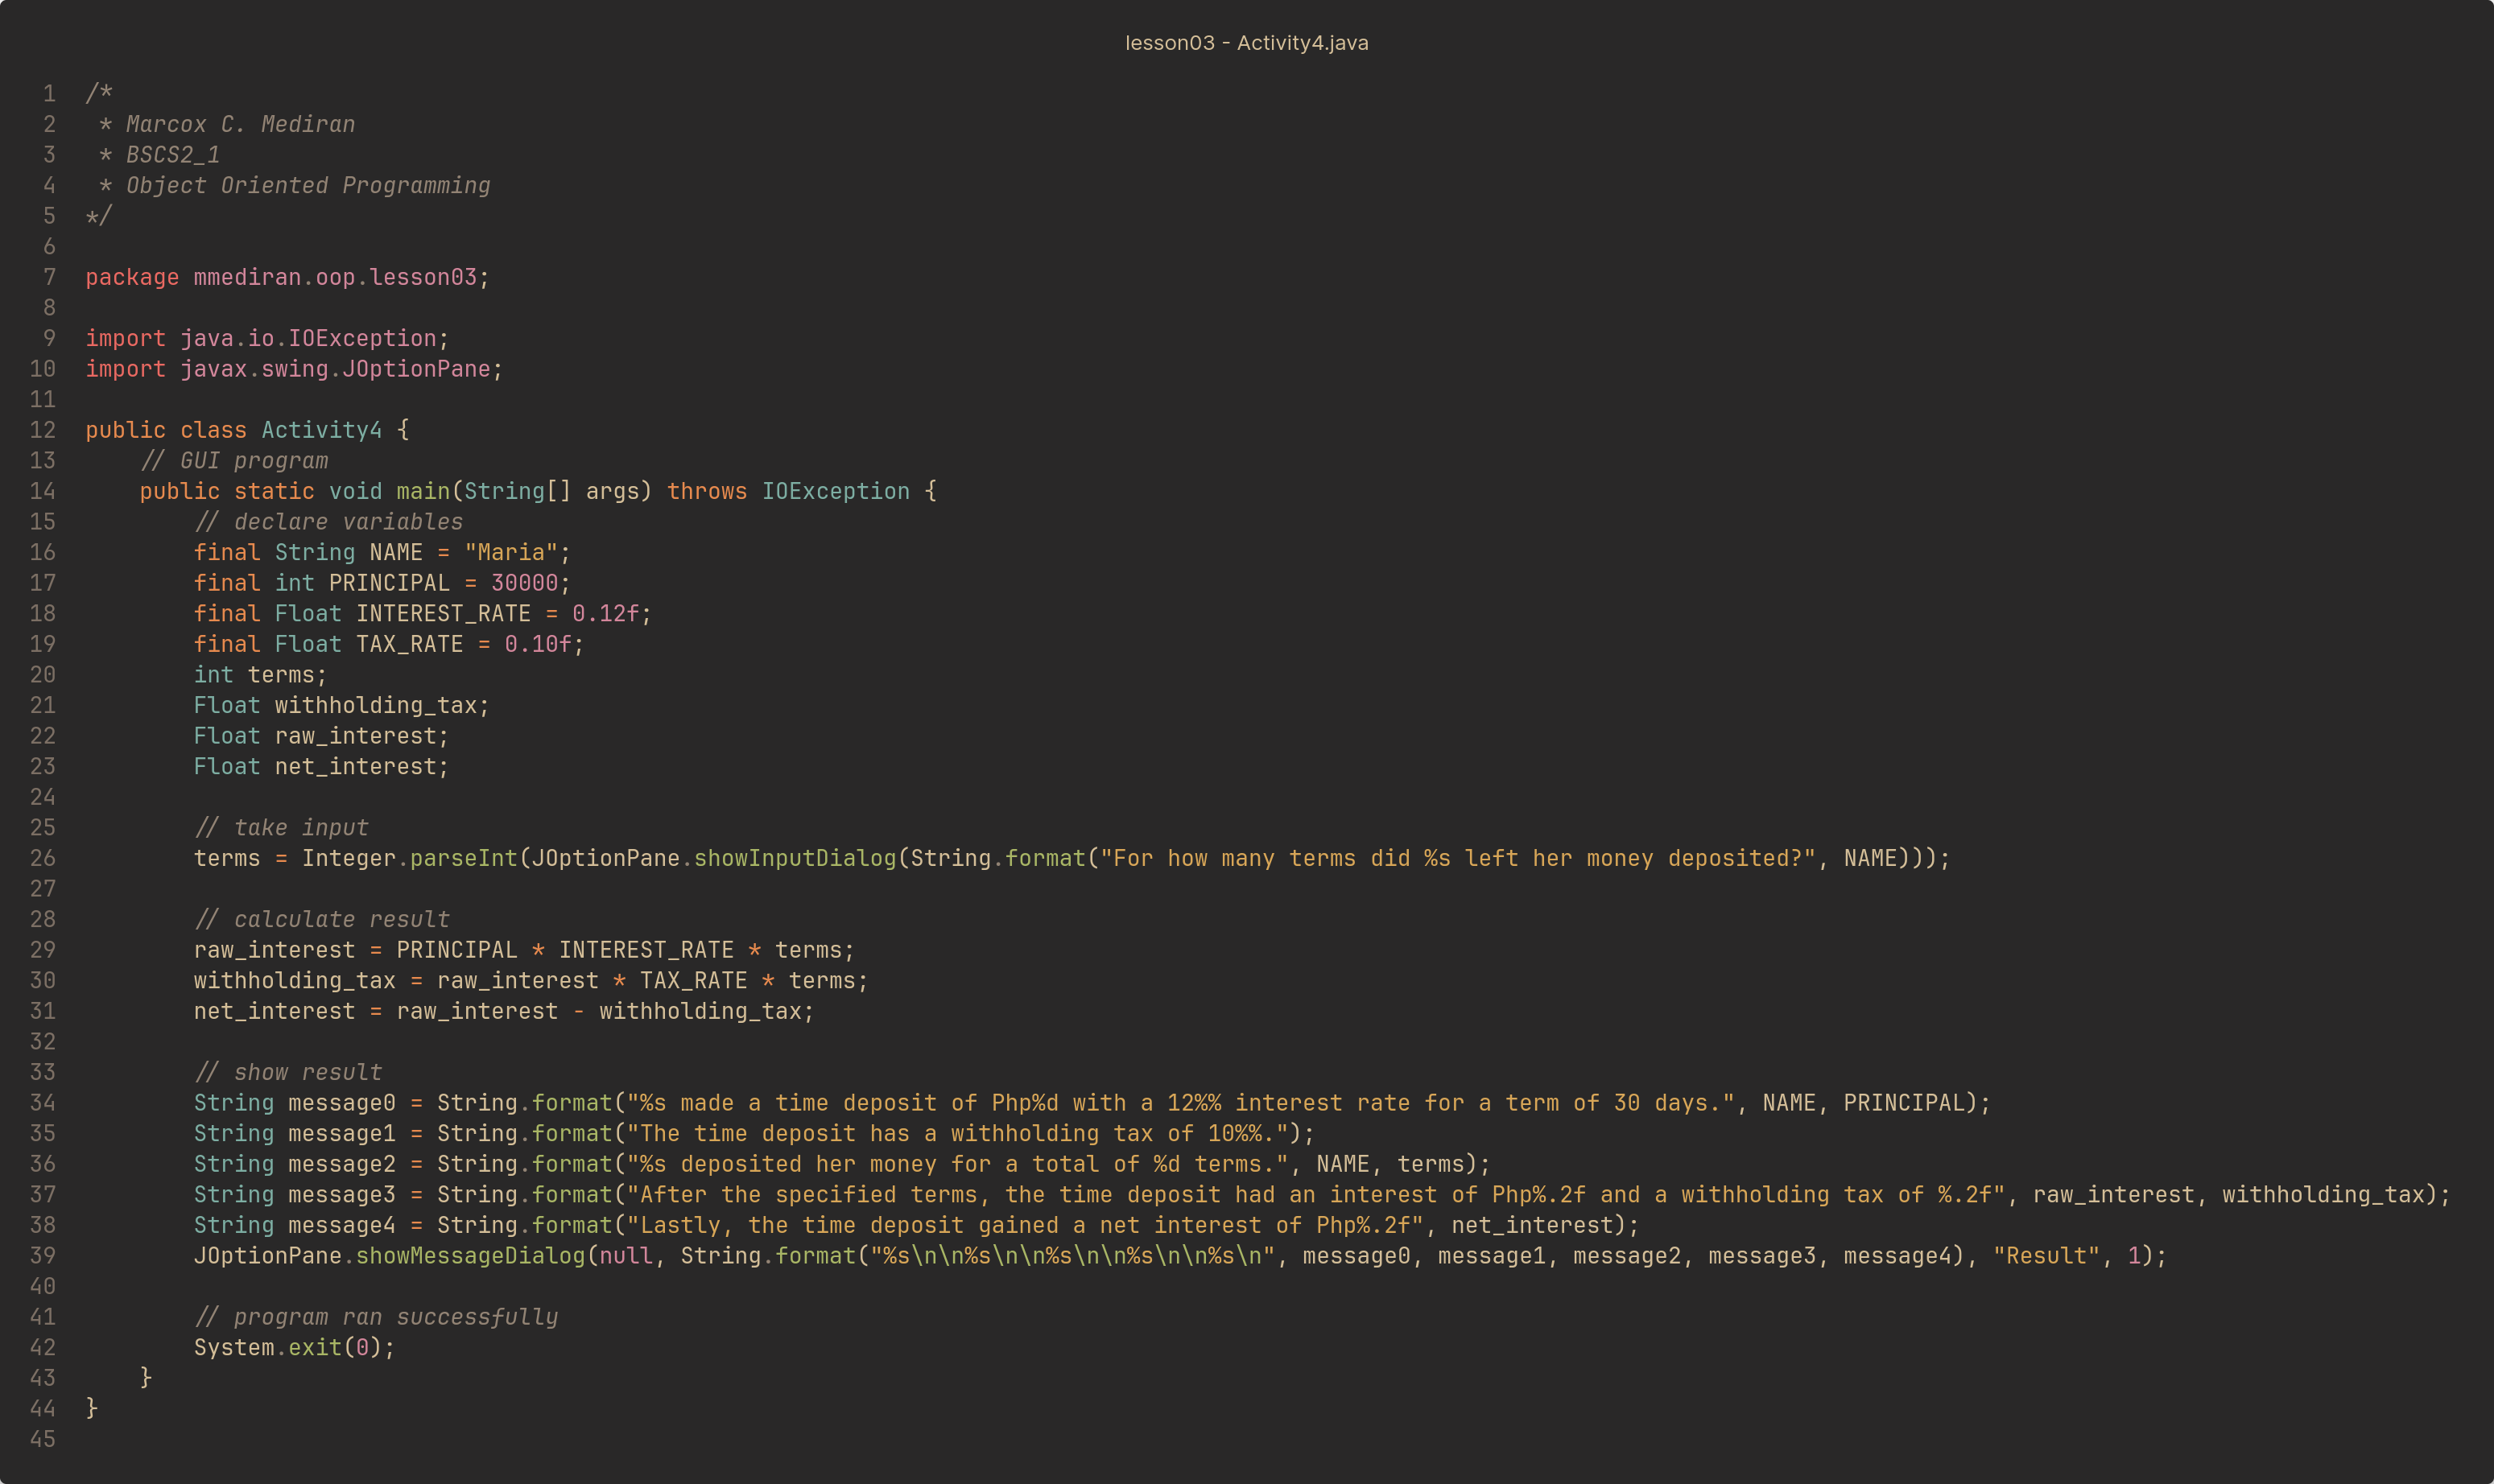 lesson03 - Activity4.java
1 /*
2  * Marcox C. Mediran
3  * BSCS2_1
4  * Object Oriented Programming
5 */
6
7 package mmediran.oop.lesson03;
8
9 import java.io.IOException;
10 import javax.swing.JOptionPane;
11
12 public class Activity4 {
13     // GUI program
14     public static void main(String[] args) throws IOException {
15         // declare variables
16         final String NAME = "Maria";
17         final int PRINCIPAL = 30000;
18         final Float INTEREST_RATE = 0.12f;
19         final Float TAX_RATE = 0.10f;
20         int terms;
21         Float withholding_tax;
22         Float raw_interest;
23         Float net_interest;
24
25         // take input
26         terms = Integer.parseInt(JOptionPane.showInputDialog(String.format("For how many terms did %s left her money deposited?", NAME)));
27
28         // calculate result
29         raw_interest = PRINCIPAL * INTEREST_RATE * terms;
30         withholding_tax = raw_interest * TAX_RATE * terms;
31         net_interest = raw_interest - withholding_tax;
32
33         // show result
34         String message0 = String.format("%s made a time deposit of Php%d with a 12%% interest rate for a term of 30 days.", NAME, PRINCIPAL);
35         String message1 = String.format("The time deposit has a withholding tax of 10%%.");
36         String message2 = String.format("%s deposited her money for a total of %d terms.", NAME, terms);
37         String message3 = String.format("After the specified terms, the time deposit had an interest of Php%.2f and a withholding tax of %.2f", raw_interest, withholding_tax);
38         String message4 = String.format("Lastly, the time deposit gained a net interest of Php%.2f", net_interest);
39         JOptionPane.showMessageDialog(null, String.format("%s\n\n%s\n\n%s\n\n%s\n\n%s\n", message0, message1, message2, message3, message4), "Result", 1);
40
41         // program ran successfully
42         System.exit(0);
43     }
44 }
45